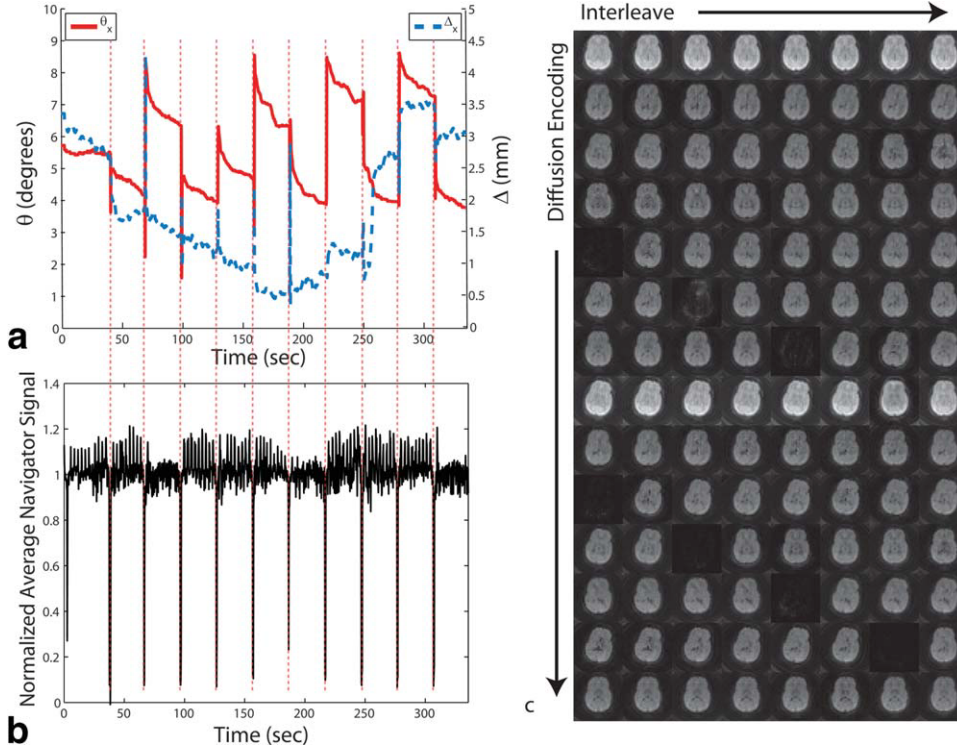 θx
Δx
10
9
8
7
6
5
4
3
2
1
0
θ (degrees)
5
4.5
4
3.5
3
2.5
2
1.5
1
0.5
0
Δ (mm)
0 50 100 150 200 250 300
Time (sec)
a
1.4
1.2
1
0.8
0.6
0.4
0.2
0
Normalized Average Navigator Signal
0 50 100 150 200 250 300
Time (sec)
b
Interleave
Diffusion Encoding
c